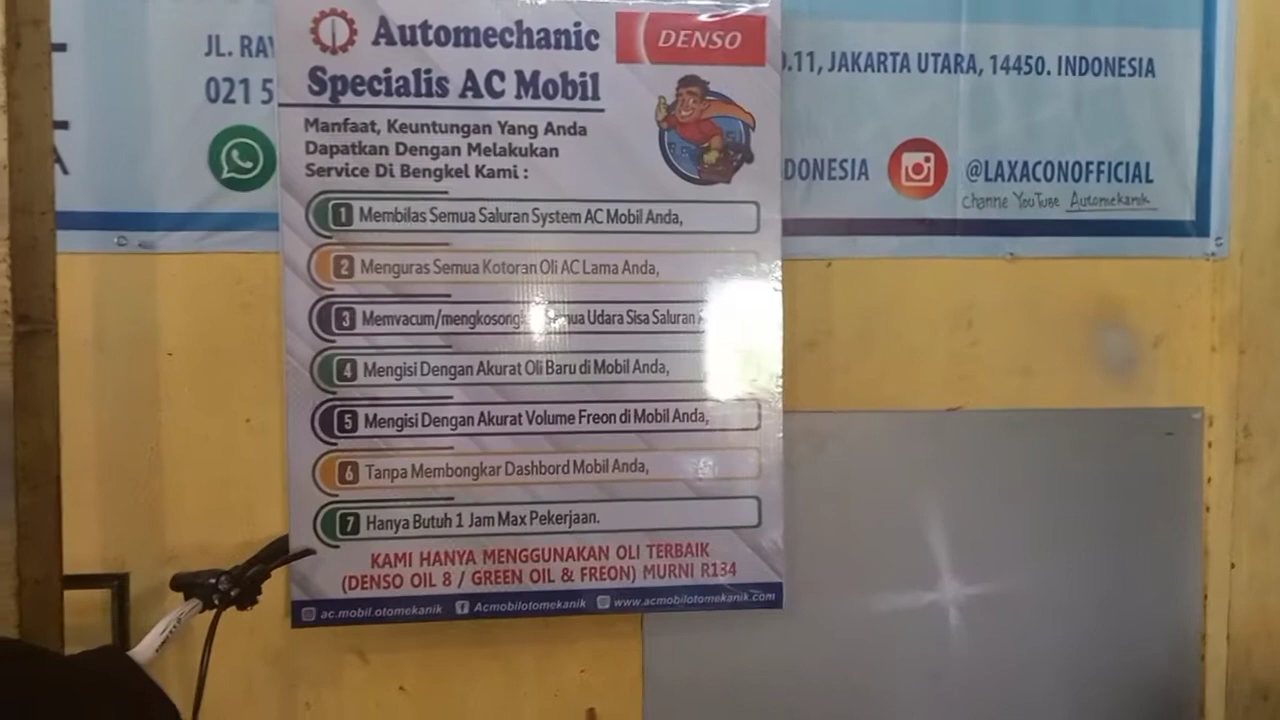 JL. RAY
021 5
.11, JAKARTA UTARA, 14450. INDONESIA
DONESIA
@LAXACONOFFICIAL
Channe YouTube Automekanik
Automechanic
DENSO
Specialis AC Mobil
Manfaat, Keuntungan Yang Anda
Dapatkan Dengan Melakukan
Service Di Bengkel Kami :
1 Membilas Semua Saluran System AC Mobil Anda,
2 Menguras Semua Kotoran Oli AC Lama Anda,
3 Memvacum/mengkosong Semua Udara Sisa Saluran
4 Mengisi Dengan Akurat Oli Baru di Mobil Anda,
5 Mengisi Dengan Akurat Volume Freon di Mobil Anda,
6 Tanpa Membongkar Dashbord Mobil Anda,
7 Hanya Butuh 1 Jam Max Pekerjaan.
KAMI HANYA MENGGUNAKAN OLI TERBAIK
(DENSO OIL 8 / GREEN OIL & FREON) MURNI R134
ac.mobil.otomekanik Acmobilotomekanik www.acmobilotomekanik.com